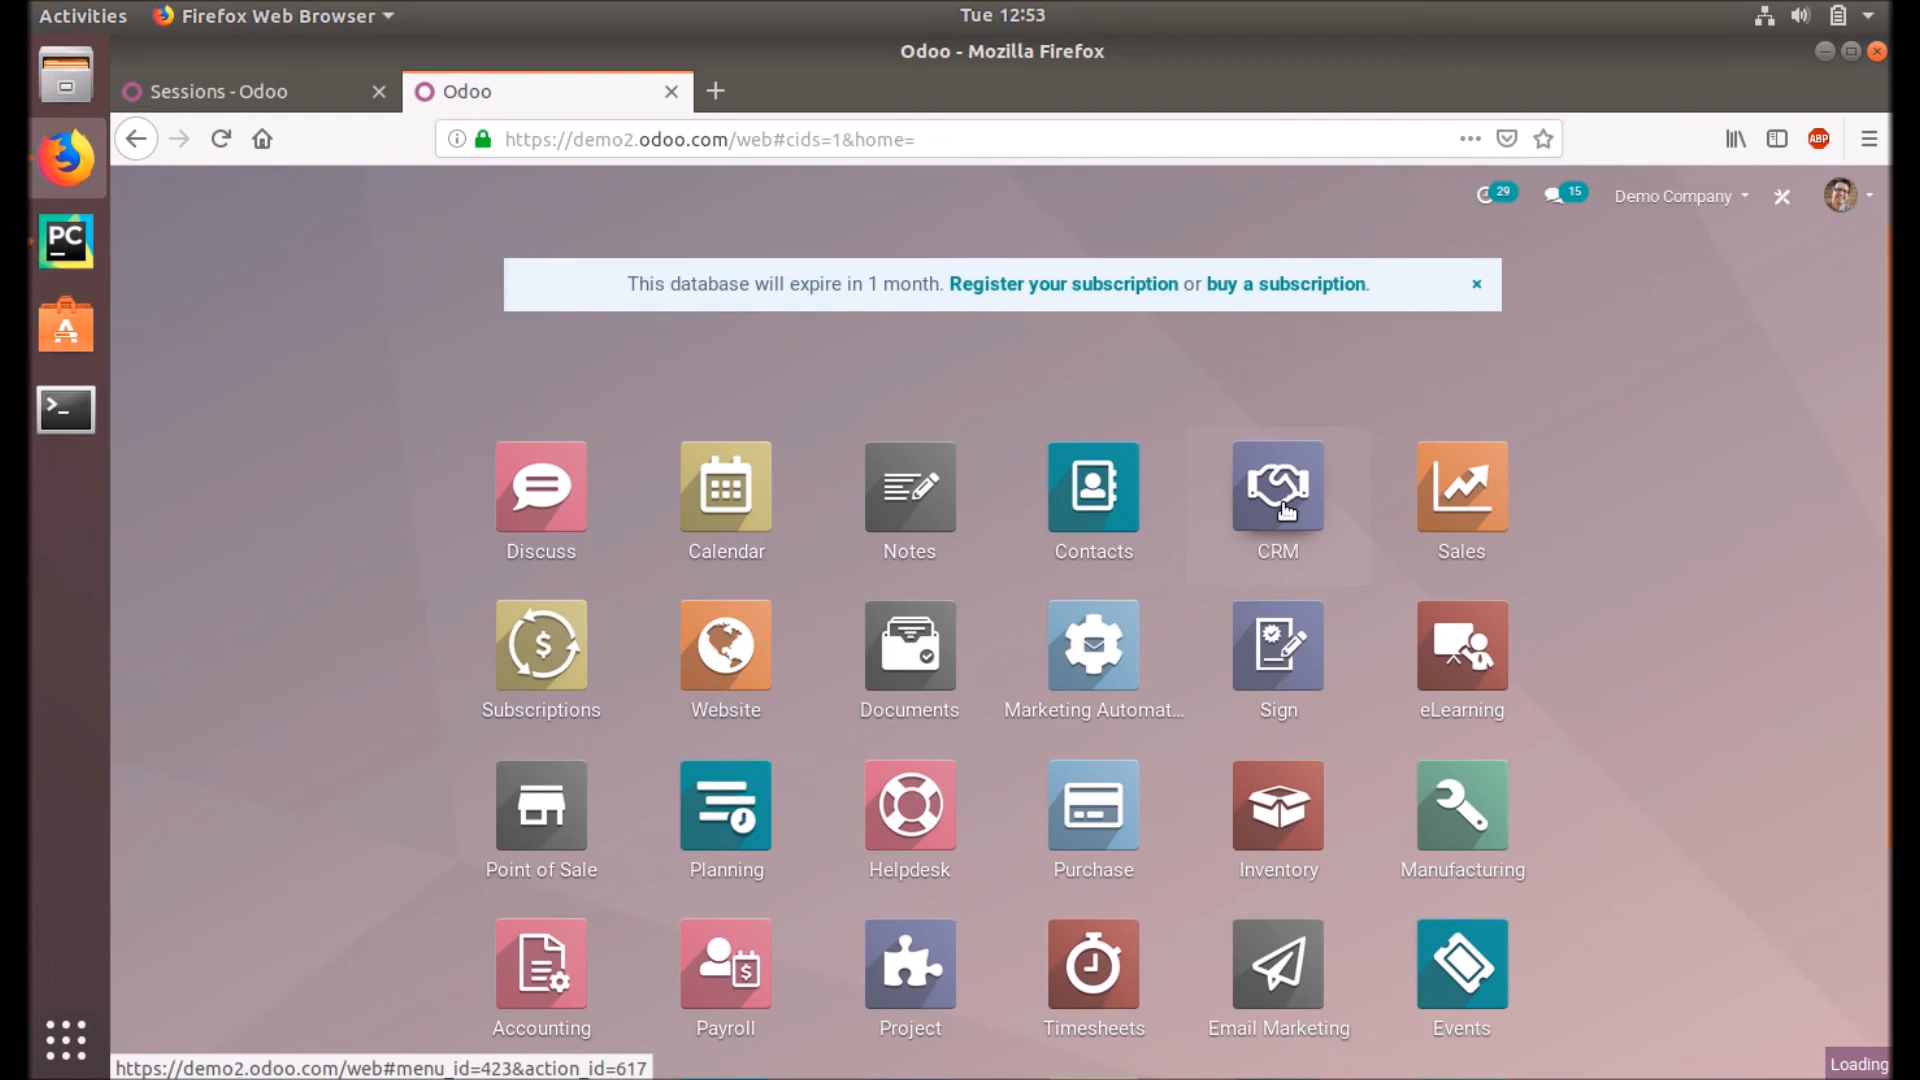 Activities Firefox Web Browser Tue 12:53
Odoo - Mozilla Firefox
Sessions - Odoo Odoo
https://demo2.odoo.com/web#cids=1&home=
ABP
29 15 Demo Company
This database will expire in 1 month. Register your subscription or buy a subscription.
PC
Discuss Calendar Notes Contacts CRM Sales
Subscriptions Website Documents Marketing Automat... Sign eLearning
Point of Sale Planning Helpdesk Purchase Inventory Manufacturing
Accounting Payroll Project Timesheets Email Marketing Events
https://demo2.odoo.com/web#menu_id=423&action_id=617 Loading